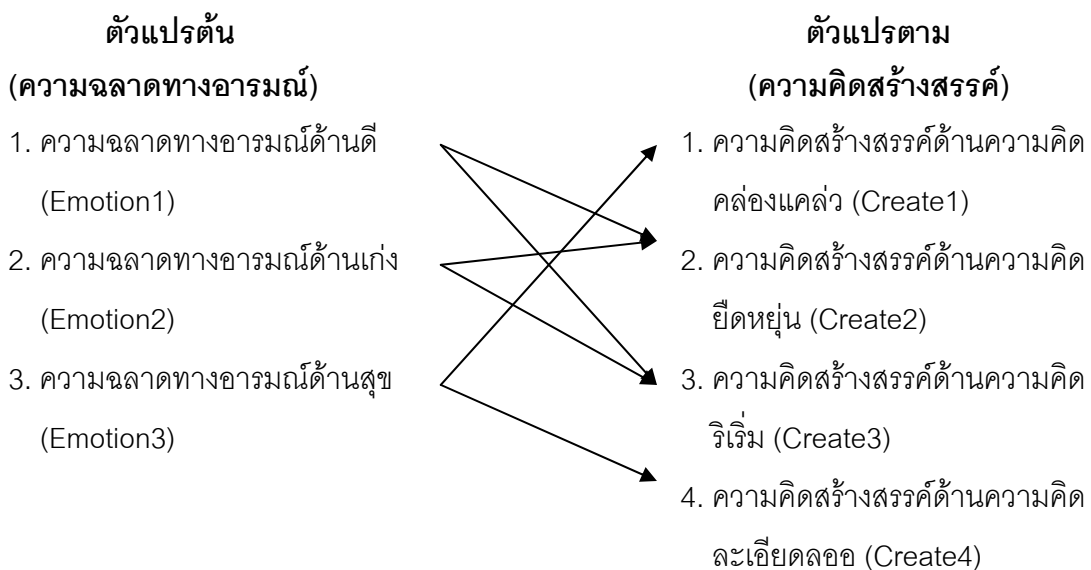 ตัวแปรต้น
(ความฉลาดทางอารมณ์)
1. ความฉลาดทางอารมณ์ด้านดี
(Emotion1)
2. ความฉลาดทางอารมณ์ด้านเก่ง
(Emotion2)
3. ความฉลาดทางอารมณ์ด้านสุข
(Emotion3)
ตัวแปรตาม
(ความคิดสร้างสรรค์)
1. ความคิดสร้างสรรค์ด้านความคิด
คล่องแคล่ว (Create1)
2. ความคิดสร้างสรรค์ด้านความคิด
ยืดหยุ่น (Create2)
3. ความคิดสร้างสรรค์ด้านความคิด
ริเริ่ม (Create3)
4. ความคิดสร้างสรรค์ด้านความคิด
ละเอียดลออ (Create4)